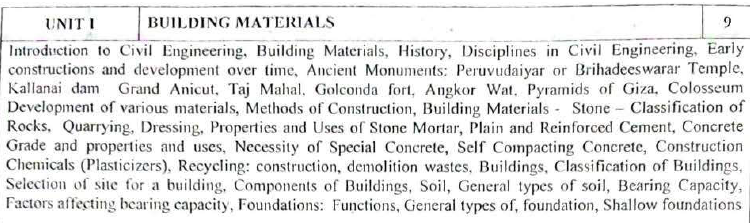 UNIT I BUILDING MATERIALS 9
Introduction to Civil Engineering, Building Materials, History, Disciplines in Civil Engineering, Early
constructions and development over time, Ancient Monuments: Peruvudaiyar or Brihadeeswarar Temple,
Kallanai dam Grand Anicut, Taj Mahal, Golconda fort, Angkor Wat, Pyramids of Giza, Colosseum
Development of various materials, Methods of Construction, Building Materials - Stone – Classification of
Rocks, Quarrying, Dressing, Properties and Uses of Stone Mortar, Plain and Reinforced Cement, Concrete
Grade and properties and uses, Necessity of Special Concrete, Self Compacting Concrete, Construction
Chemicals (Plasticizers), Recycling: construction, demolition wastes, Buildings, Classification of Buildings,
Selection of site for a building, Components of Buildings, Soil, General types of soil, Bearing Capacity,
Factors affecting bearing capacity, Foundations: Functions, General types of, foundation, Shallow foundations